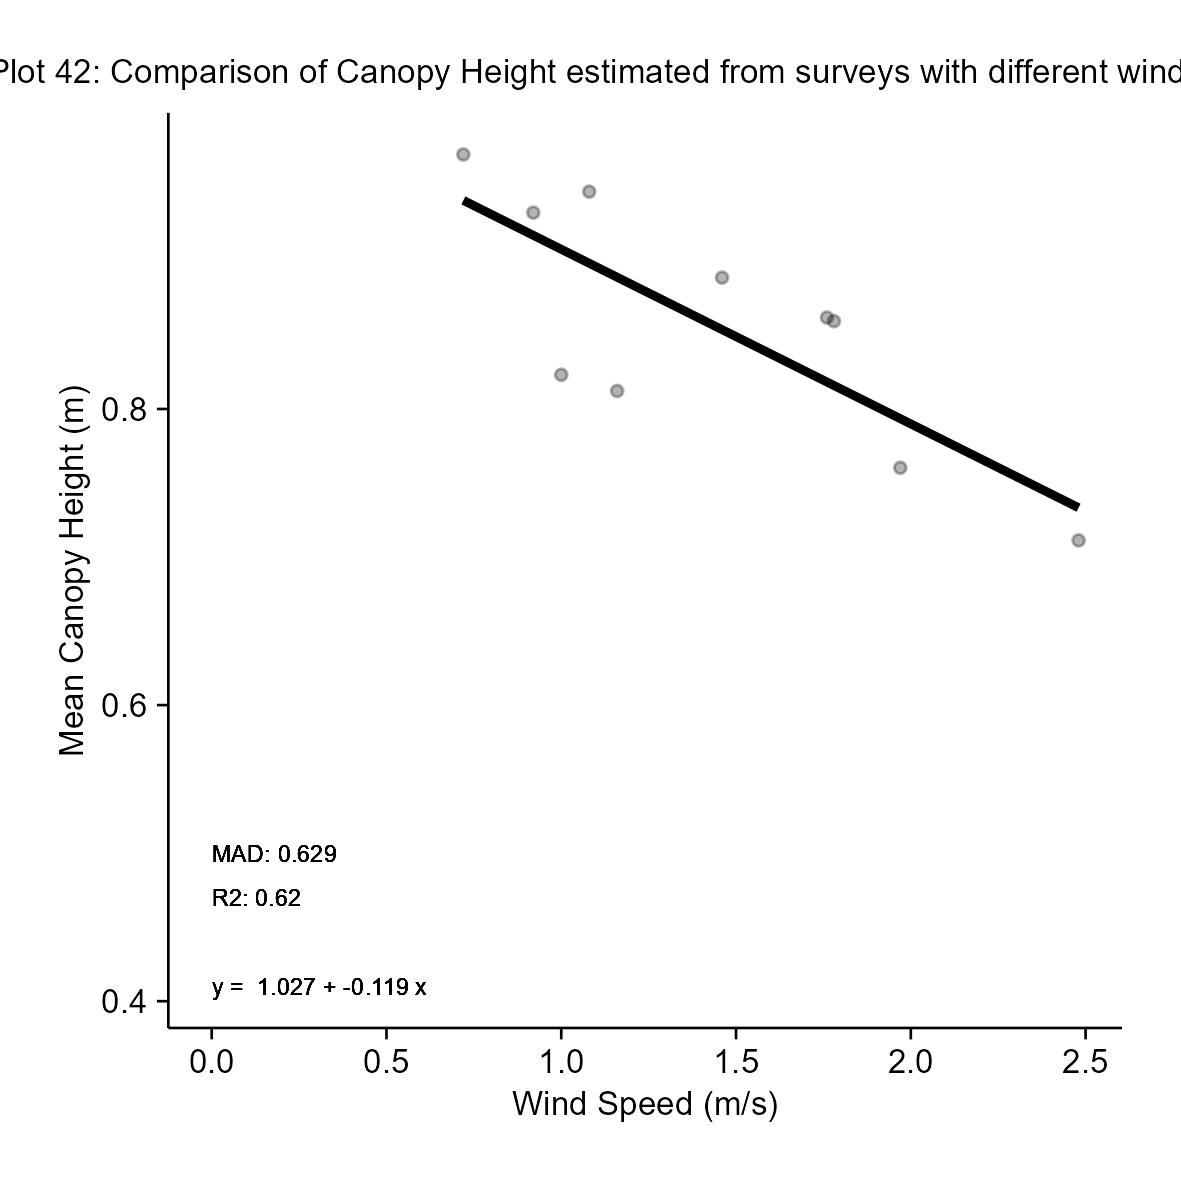 Plot 42: Comparison of Canopy Height estimated from surveys with different wind
Mean Canopy Height (m)
0.8
0.6
0.4
MAD: 0.629
R2: 0.62
y = 1.027 + -0.119 x
0.0 0.5 1.0 1.5 2.0 2.5
Wind Speed (m/s)